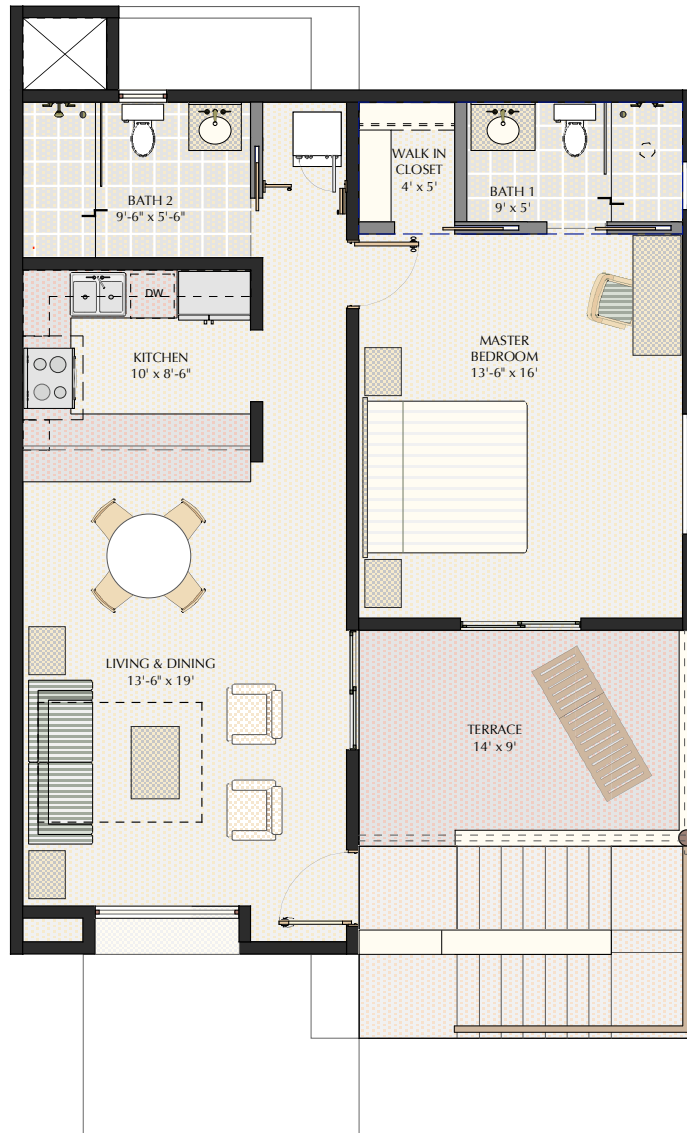 WALK IN
CLOSET
4' x 5'
BATH 1
9' x 5'
BATH 2
9'-6" x 5'-6"
DW
KITCHEN
10' x 8'-6"
MASTER
BEDROOM
13'-6" x 16'
LIVING & DINING
13'-6" x 19'
TERRACE
14' x 9'